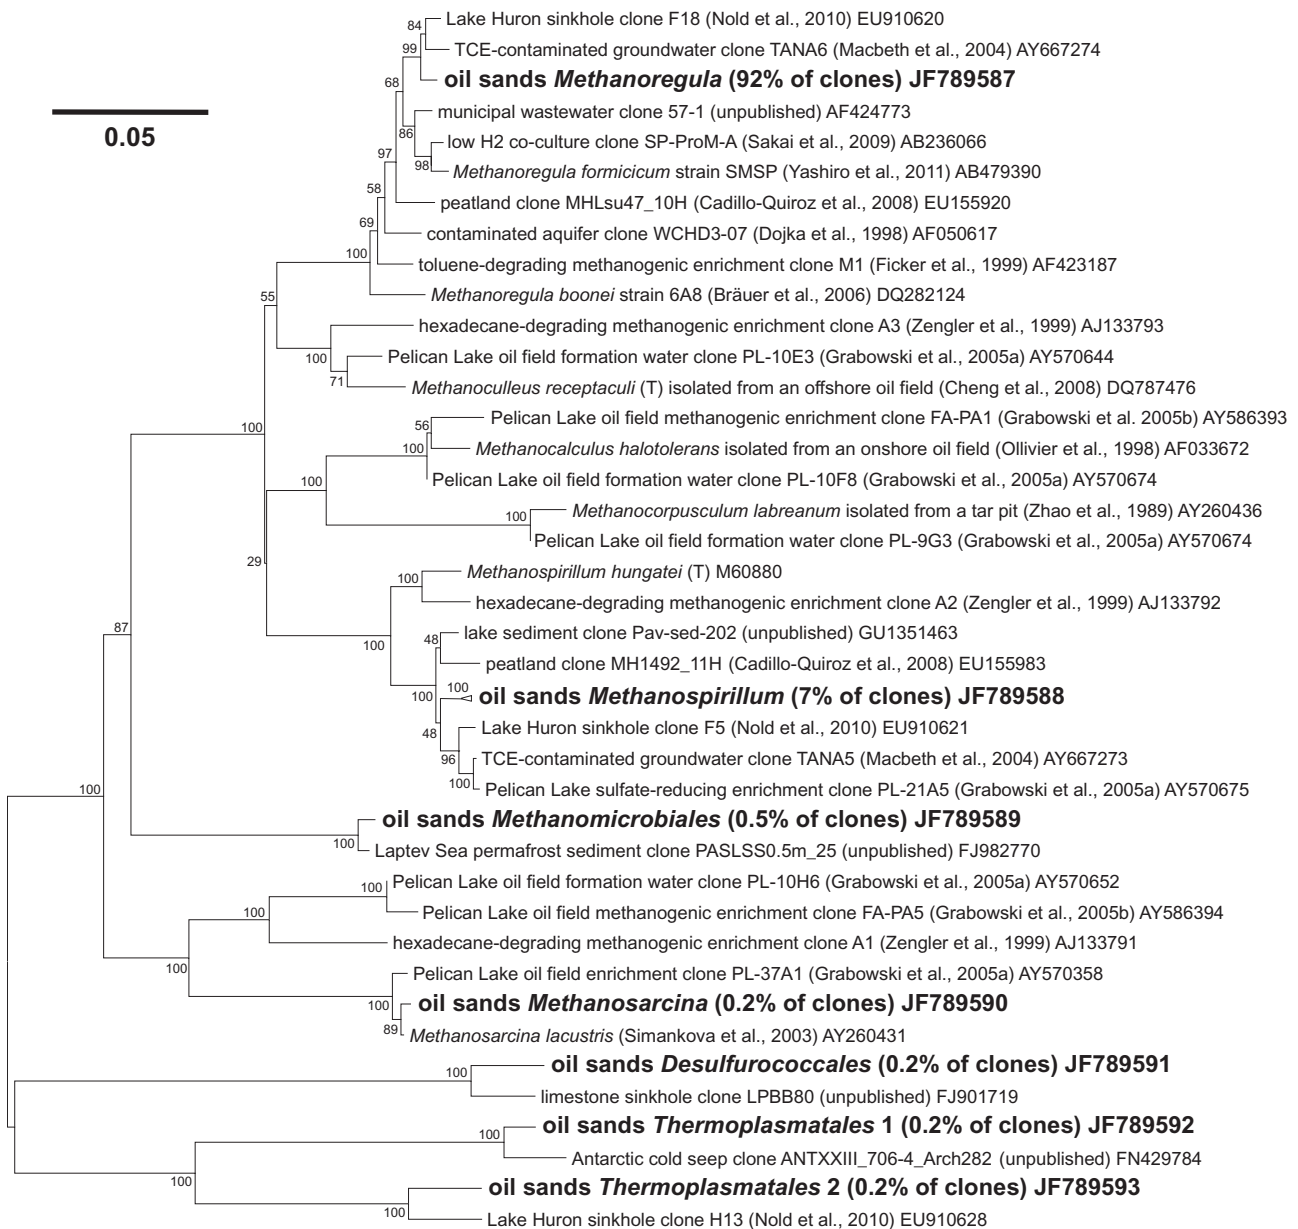 84
Lake Huron sinkhole clone F18 (Nold et al., 2010) EU910620
99
TCE-contaminated groundwater clone TANA6 (Macbeth et al., 2004) AY667274
oil sands Methanoregula (92% of clones) JF789587
68
0.05
municipal wastewater clone 57-1 (unpublished) AF424773
86
low H2 co-culture clone SP-ProM-A (Sakai et al., 2009) AB236066
97
98
Methanoregula formicicum strain SMSP (Yashiro et al., 2011) AB479390
58
peatland clone MHLsu47_10H (Cadillo-Quiroz et al., 2008) EU155920
69
contaminated aquifer clone WCHD3-07 (Dojka et al., 1998) AF050617
100
toluene-degrading methanogenic enrichment clone M1 (Ficker et al., 1999) AF423187
55
Methanoregula boonei strain 6A8 (Bräuer et al., 2006) DQ282124
hexadecane-degrading methanogenic enrichment clone A3 (Zengler et al., 1999) AJ133793
100
Pelican Lake oil field formation water clone PL-10E3 (Grabowski et al., 2005a) AY570644
71
Methanoculleus receptaculi (T) isolated from an offshore oil field (Cheng et al., 2008) DQ787476
100
56
Pelican Lake oil field methanogenic enrichment clone FA-PA1 (Grabowski et al. 2005b) AY586393
100
Methanocalculus halotolerans isolated from an onshore oil field (Ollivier et al., 1998) AF033672
100
Pelican Lake oil field formation water clone PL-10F8 (Grabowski et al., 2005a) AY570674
100
Methanocorpusculum labreanum isolated from a tar pit (Zhao et al., 1989) AY260436
Pelican Lake oil field formation water clone PL-9G3 (Grabowski et al., 2005a) AY570674
29
100
Methanospirillum hungatei (T) M60880
hexadecane-degrading methanogenic enrichment clone A2 (Zengler et al., 1999) AJ133792
87
100
48
lake sediment clone Pav-sed-202 (unpublished) GU1351463
peatland clone MH1492_11H (Cadillo-Quiroz et al., 2008) EU155983
100
100
oil sands Methanospirillum (7% of clones) JF789588
48
Lake Huron sinkhole clone F5 (Nold et al., 2010) EU910621
96
TCE-contaminated groundwater clone TANA5 (Macbeth et al., 2004) AY667273
100
Pelican Lake sulfate-reducing enrichment clone PL-21A5 (Grabowski et al., 2005a) AY570675
100
oil sands Methanomicrobiales (0.5% of clones) JF789589
100
Laptev Sea permafrost sediment clone PASLSS0.5m_25 (unpublished) FJ982770
100
Pelican Lake oil field formation water clone PL-10H6 (Grabowski et al., 2005a) AY570652
100
Pelican Lake oil field methanogenic enrichment clone FA-PA5 (Grabowski et al., 2005b) AY586394
hexadecane-degrading methanogenic enrichment clone A1 (Zengler et al., 1999) AJ133791
100
Pelican Lake oil field enrichment clone PL-37A1 (Grabowski et al., 2005a) AY570358
100
oil sands Methanosarcina (0.2% of clones) JF789590
89
Methanosarcina lacustris (Simankova et al., 2003) AY260431
oil sands Desulfurococcales (0.2% of clones) JF789591
100
limestone sinkhole clone LPBB80 (unpublished) FJ901719
oil sands Thermoplasmatales 1 (0.2% of clones) JF789592
100
Antarctic cold seep clone ANTXXIII_706-4_Arch282 (unpublished) FN429784
100
oil sands Thermoplasmatales 2 (0.2% of clones) JF789593
100
Lake Huron sinkhole clone H13 (Nold et al., 2010) EU910628